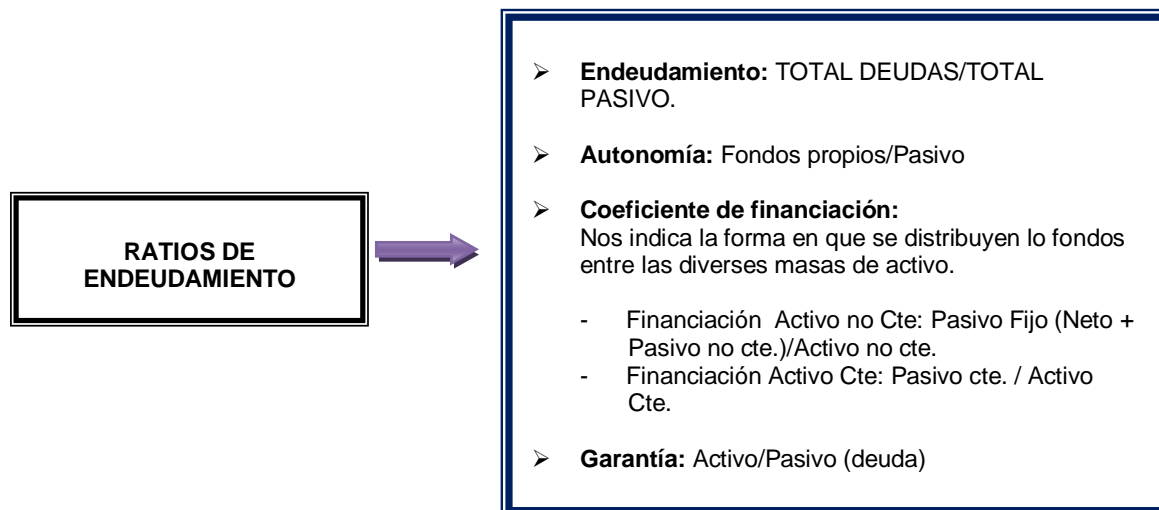 RATIOS DE
ENDEUDAMIENTO
➢ Endeudamiento: TOTAL DEUDAS/TOTAL
PASIVO.
➢ Autonomía: Fondos propios/Pasivo
➢ Coeficiente de financiación:
Nos indica la forma en que se distribuyen lo fondos
entre las diverses masas de activo.
- Financiación Activo no Cte: Pasivo Fijo (Neto +
Pasivo no cte.)/Activo no cte.
- Financiación Activo Cte: Pasivo cte. / Activo
Cte.
➢ Garantía: Activo/Pasivo (deuda)